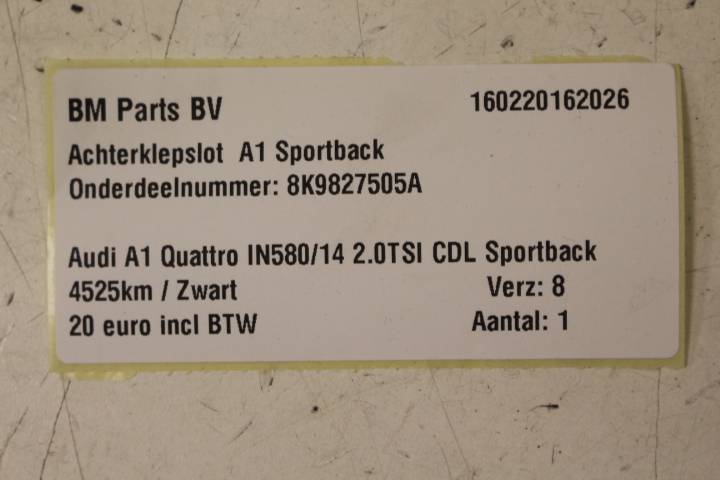 BM Parts BV 160220162026
Achterklepslot A1 Sportback
Onderdeelnummer: 8K9827505A
Audi A1 Quattro IN580/14 2.0TSI CDL Sportback
4525km / Zwart Verz: 8
20 euro incl BTW Aantal: 1